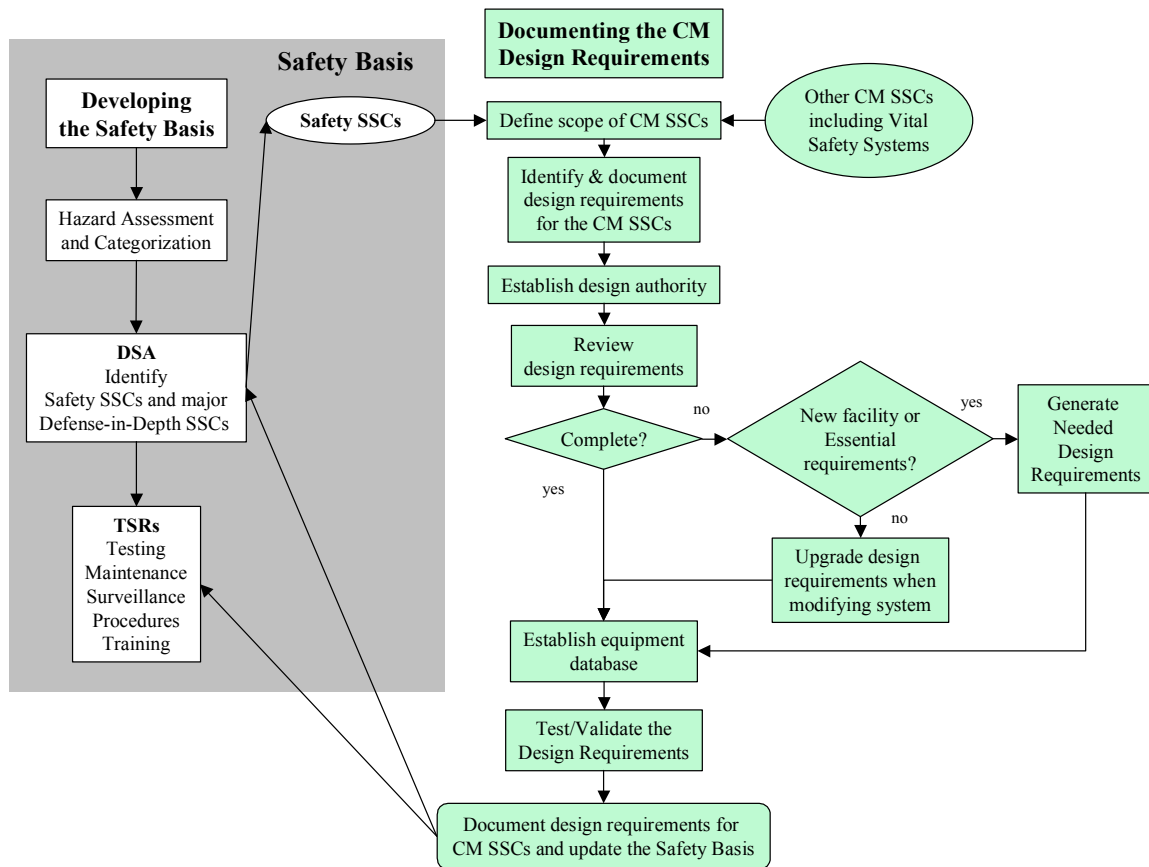 Documenting the CM
Design Requirements
Safety Basis
Developing
the Safety Basis
Safety SSCs
Define scope of CM SSCs
Other CM SSCs
including Vital
Safety Systems
Identify & document
design requirements
for the CM SSCs
Hazard Assessment
and Categorization
Establish design authority
DSA
Identify
Safety SSCs and major
Defense-in-Depth SSCs
Review
design requirements
Complete?
no
New facility or
Essential
requirements?
yes
Generate
Needed
Design
Requirements
yes
no
TSRs
Testing
Maintenance
Surveillance
Procedures
Training
Upgrade design
requirements when
modifying system
Establish equipment
database
Test/Validate the
Design Requirements
Document design requirements for
CM SSCs and update the Safety Basis